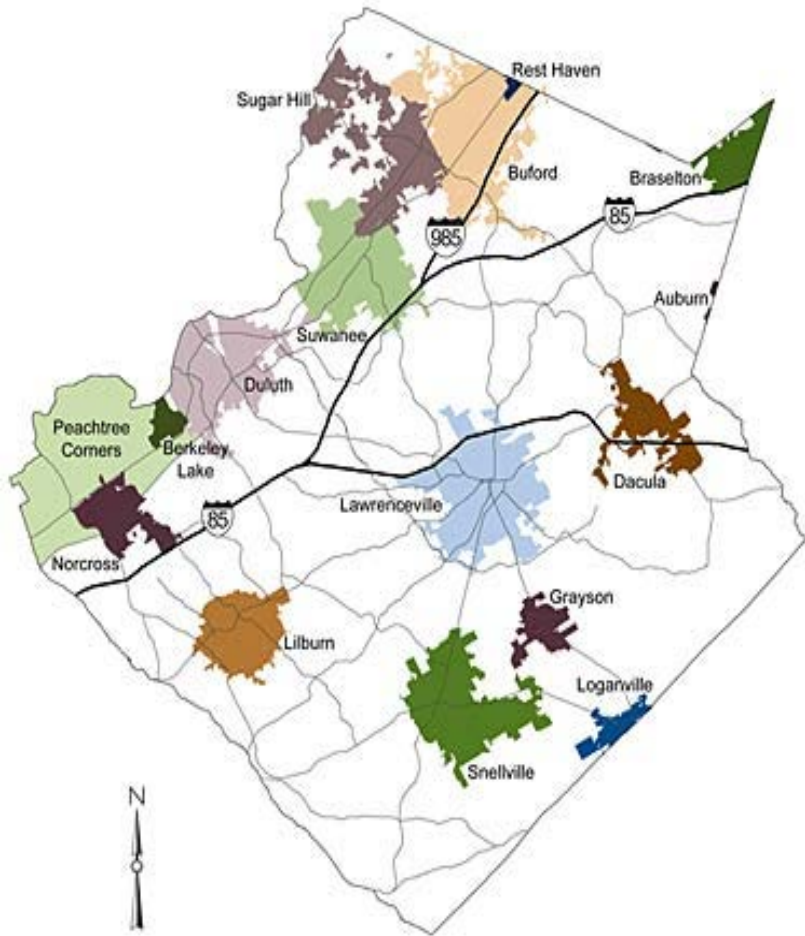 Rest Haven
Sugar Hill
Buford
Braselton
85
985
Auburn
Suwanee
Duluth
Peachtree
Corners
Berkeley
Lake
Dacula
Lawrenceville
85
Norcross
Grayson
Lilburn
Loganville
Snellville
N